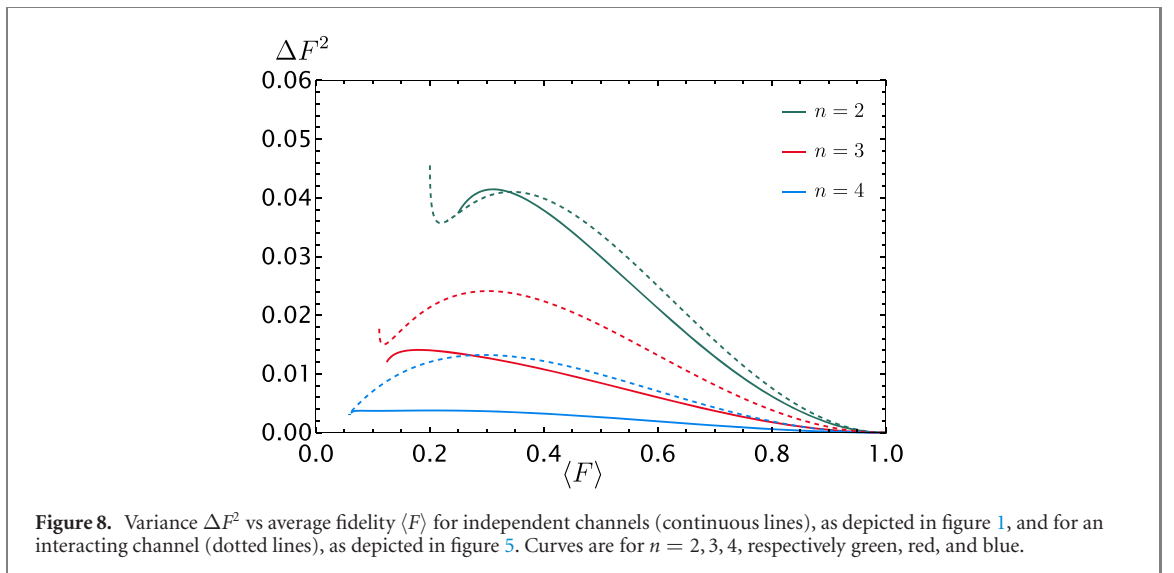 ΔF²
0.06
0.05
0.04
0.03
0.02
0.01
0.00
n = 2
n = 3
n = 4
0.0 0.2 0.4 0.6 0.8 1.0
⟨F⟩
Figure 8. Variance ΔF² vs average fidelity ⟨F⟩ for independent channels (continuous lines), as depicted in figure 1, and for an
interacting channel (dotted lines), as depicted in figure 5. Curves are for n = 2, 3, 4, respectively green, red, and blue.